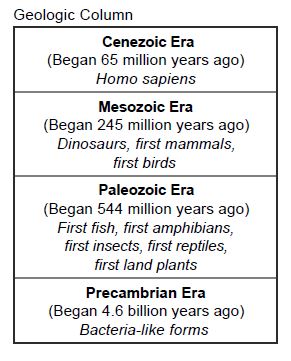 Geologic Column
Cenezoic Era
(Began 65 million years ago)
Homo sapiens
Mesozoic Era
(Began 245 million years ago)
Dinosaurs, first mammals,
first birds
Paleozoic Era
(Began 544 million years ago)
First fish, first amphibians,
first insects, first reptiles,
first land plants
Precambrian Era
(Began 4.6 billion years ago)
Bacteria-like forms